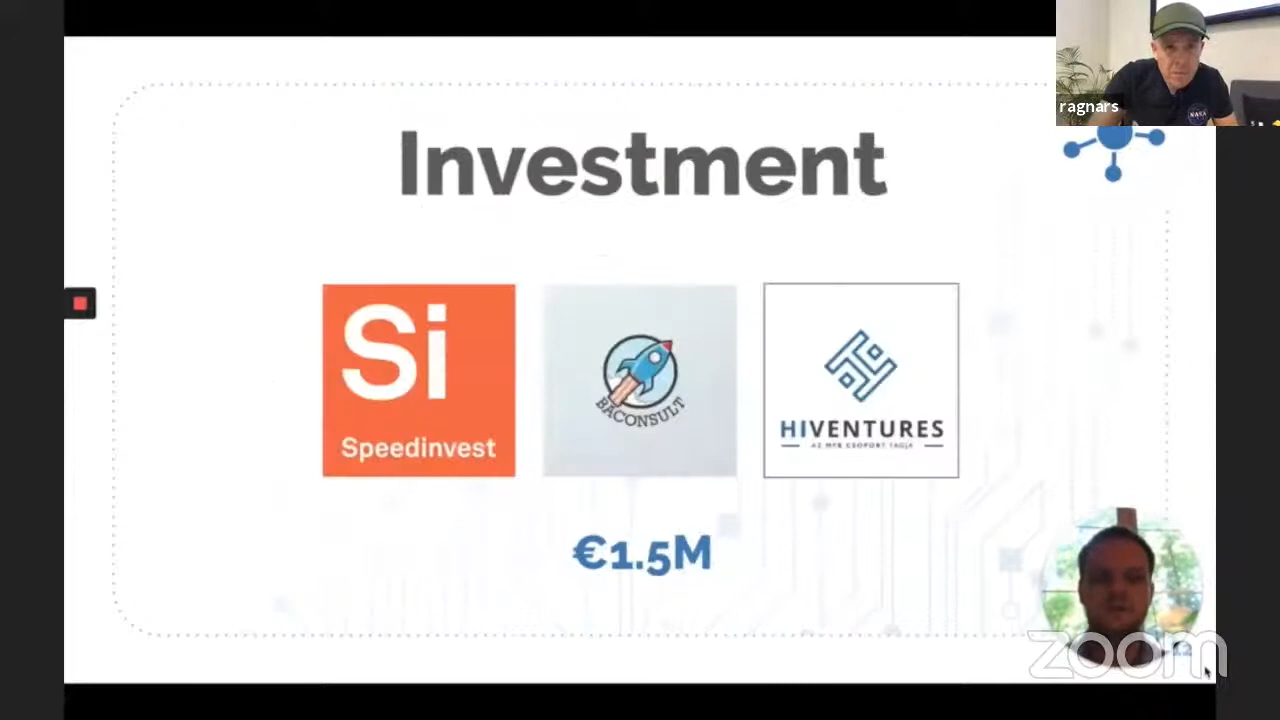 ragnars
Investment
Si
Speedinvest
BACONSULT
HIVENTURES
AZ MFB CSOPORT TAGJA
€1.5M
zoom